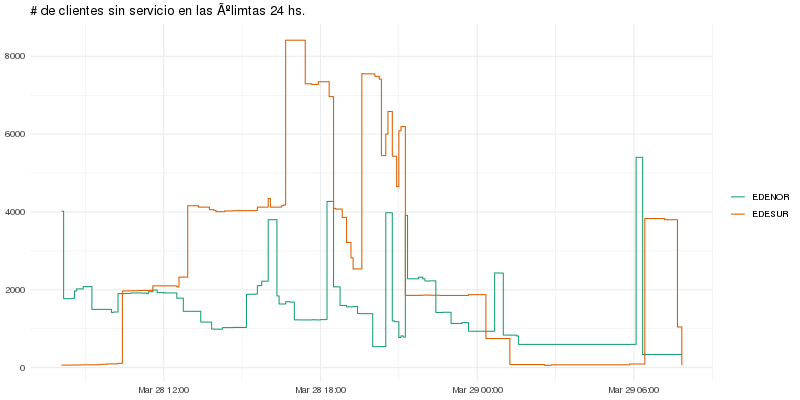 # de clientes sin servicio en las Ãºlimtas 24 hs.
8000
6000
4000
2000
0
Mar 28 12:00
Mar 28 18:00
Mar 29 00:00
Mar 29 06:00
EDENOR
EDESUR